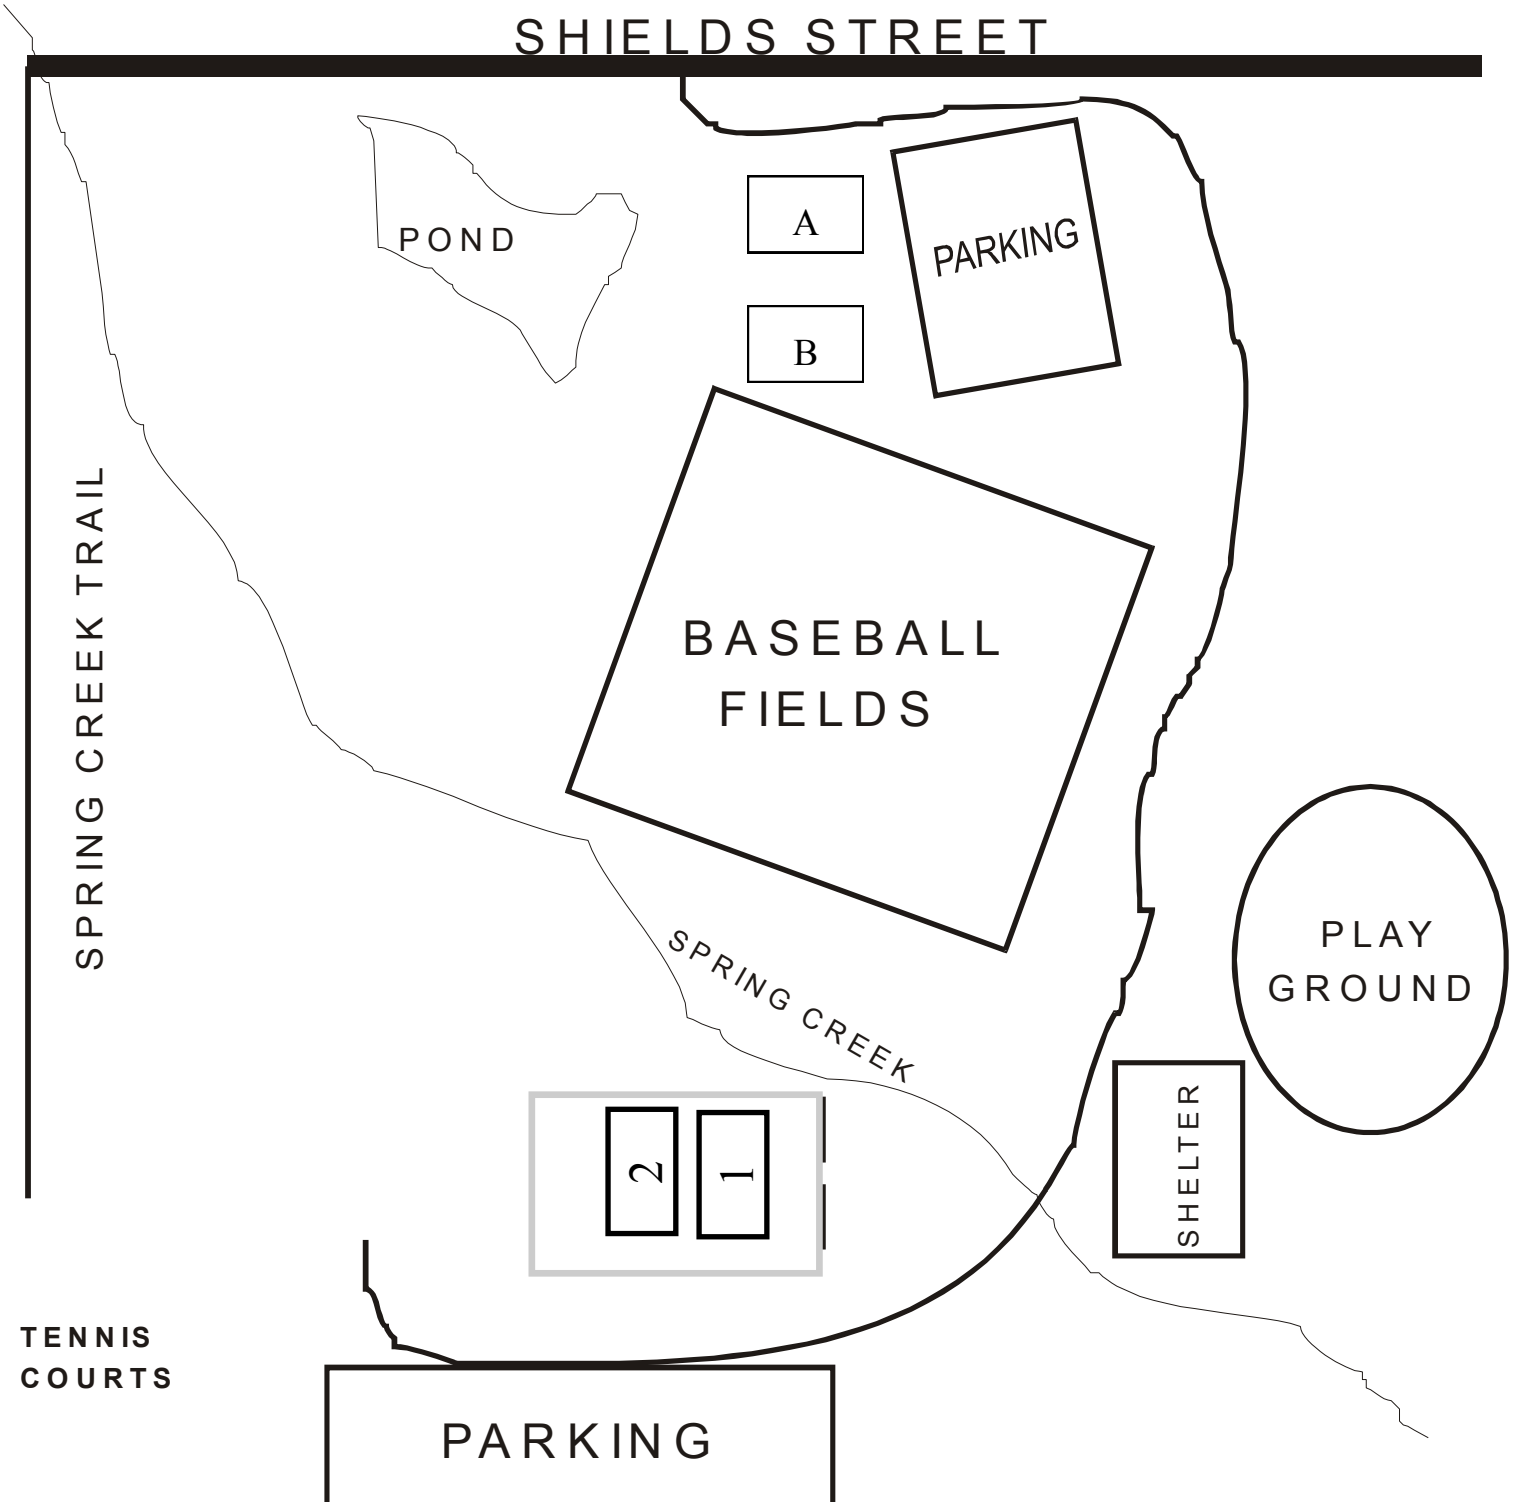 SHIELDS STREET
A
PARKING
POND
B
SPRING CREEK TRAIL
BASEBALL
FIELDS
PLAY
GROUND
SPRING CREEK
SHELTER
2
1
TENNIS
COURTS
PARKING